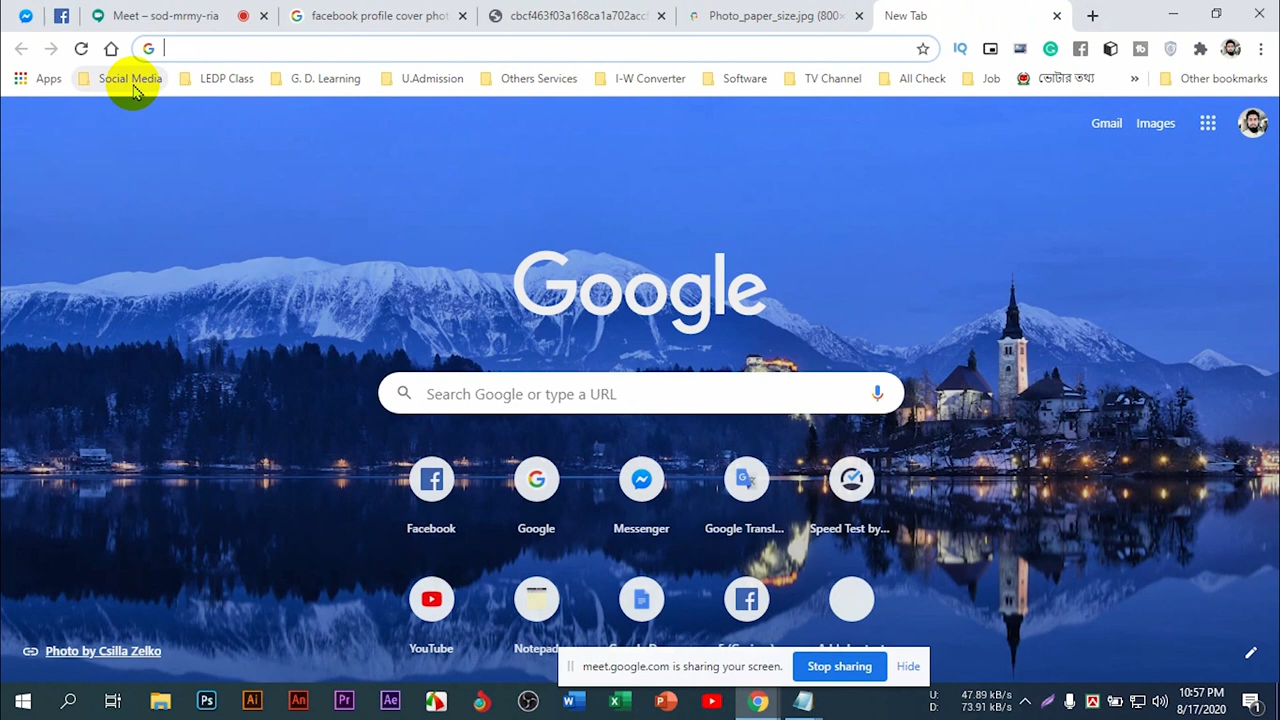 Meet – sod-mrmy-ria
facebook profile cover phot
cbcf463f03a168ca1a702accf
Photo_paper_size.jpg (800×
New Tab
Apps
Social Media
LEDP Class
G. D. Learning
U.Admission
Others Services
I-W Converter
Software
TV Channel
All Check
Job
ভোটার তথ্য
»
Other bookmarks
Gmail
Images
Google
Search Google or type a URL
Facebook
Google
Messenger
Google Transl...
Speed Test by...
YouTube
Notepad
Photo by Csilla Zelko
meet.google.com is sharing your screen.
Stop sharing
Hide
U: 47.89 kB/s
D: 73.91 kB/s
10:57 PM
8/17/2020